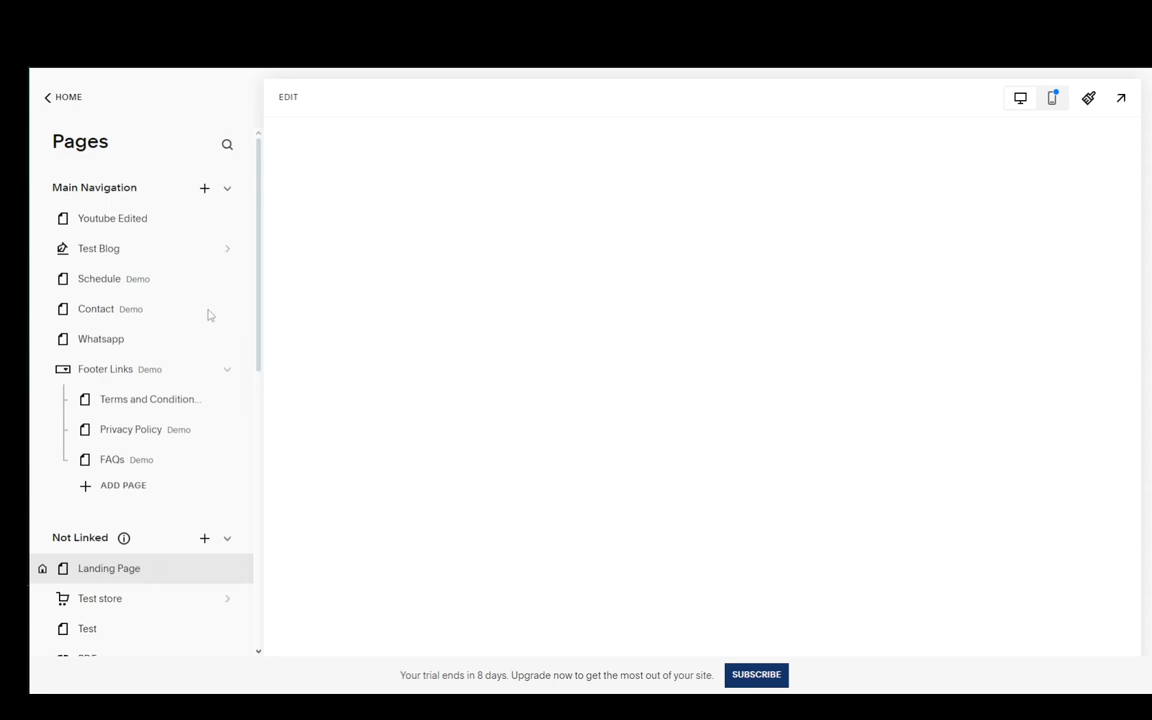 HOME
EDIT
Pages
Main Navigation
Youtube Edited
Test Blog
Schedule Demo
Contact Demo
Whatsapp
Footer Links Demo
Terms and Condition...
Privacy Policy Demo
FAQs Demo
ADD PAGE
Not Linked
Landing Page
Test store
Test
Your trial ends in 8 days. Upgrade now to get the most out of your site.
SUBSCRIBE